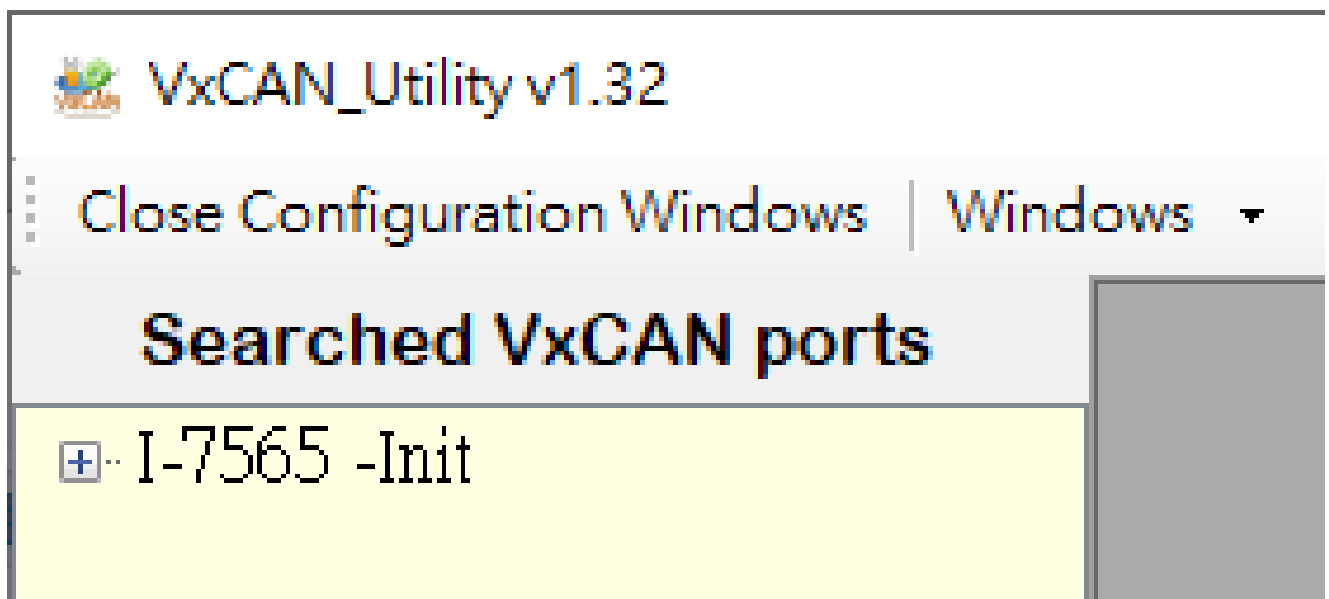 VxCAN_Utility v1.32
Close Configuration Windows Windows
Searched VxCAN ports
I-7565 -Init